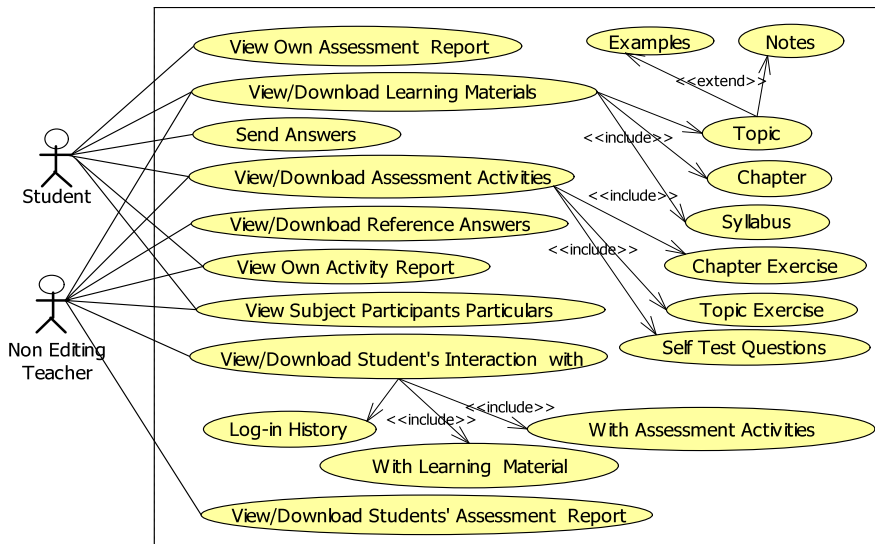 View Own Assessment  Report
Examples
Notes
<<extend>>
View/Download Learning Materials
Send Answers
Topic
<<include>>
Student
View/Download Assessment Activities
Chapter
<<include>>
View/Download Reference Answers
Syllabus
<<include>>
View Own Activity Report
Chapter Exercise
View Subject Participants Particulars
Topic Exercise
Non Editing
Teacher
View/Download Student's Interaction  with
Self Test Questions
<<include>>
<<include>>
Log-in History
With Assessment Activities
With Learning  Material
View/Download Students' Assessment  Report